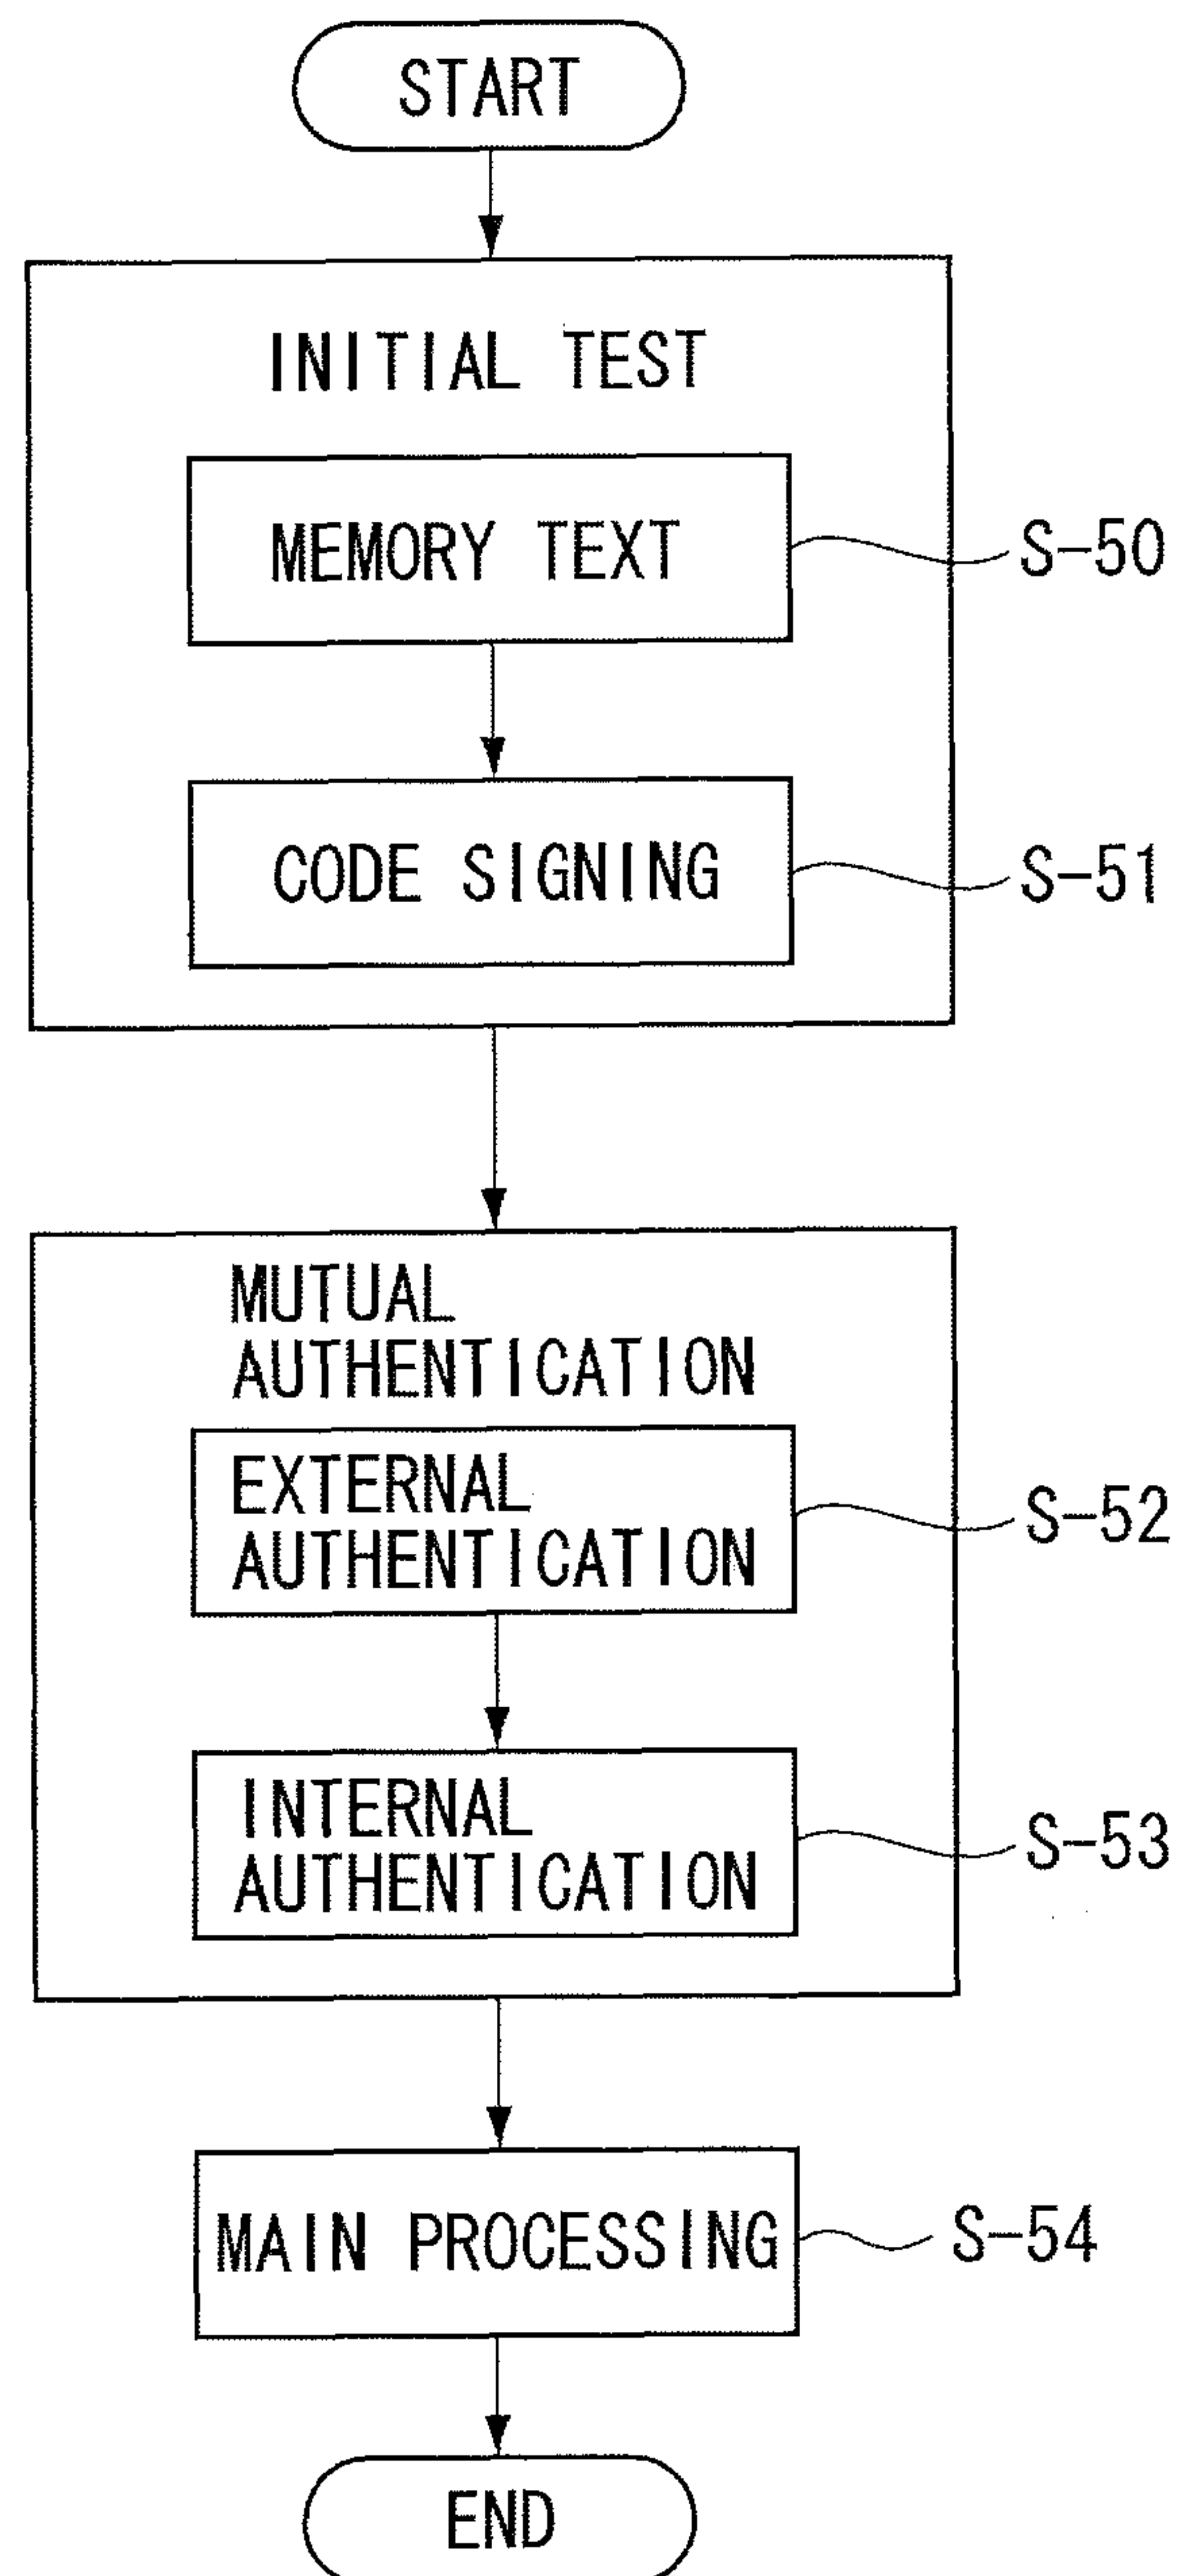 START
INITIAL TEST
MEMORY TEXT
S-50
CODE SIGNING
S-51
MUTUAL
AUTHENTICATION
EXTERNAL
AUTHENTICATION
S-52
INTERNAL
AUTHENTICATION
S-53
MAIN PROCESSING
S-54
END